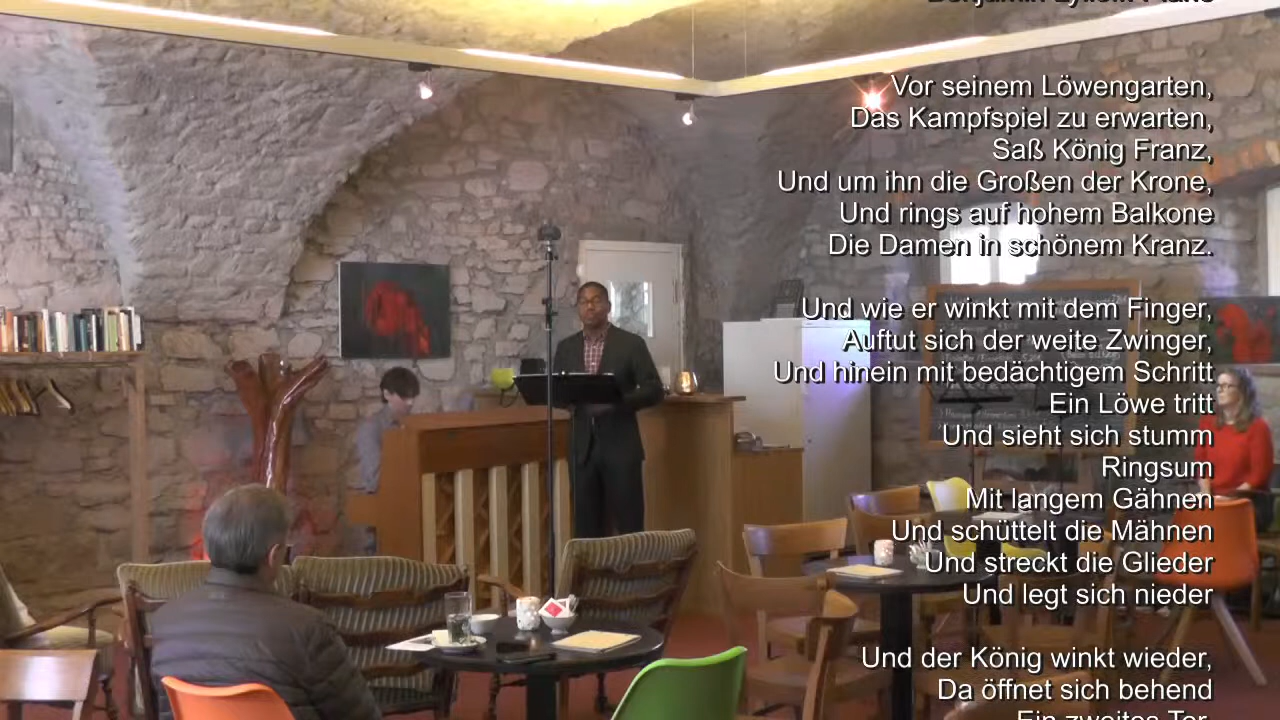 Vor seinem Löwengarten,
Das Kampfspiel zu erwarten,
Saß König Franz,
Und um ihn die Großen der Krone,
Und rings auf hohem Balkone
Die Damen in schönem Kranz.
Und wie er winkt mit dem Finger,
Auftut sich der weite Zwinger,
Und hinein mit bedächtigem Schritt
Ein Löwe tritt
Und sieht sich stumm
Ringsum
Mit langem Gähnen
Und schüttelt die Mähnen
Und streckt die Glieder
Und legt sich nieder
Und der König winkt wieder,
Da öffnet sich behend
Ein zweites Tor,